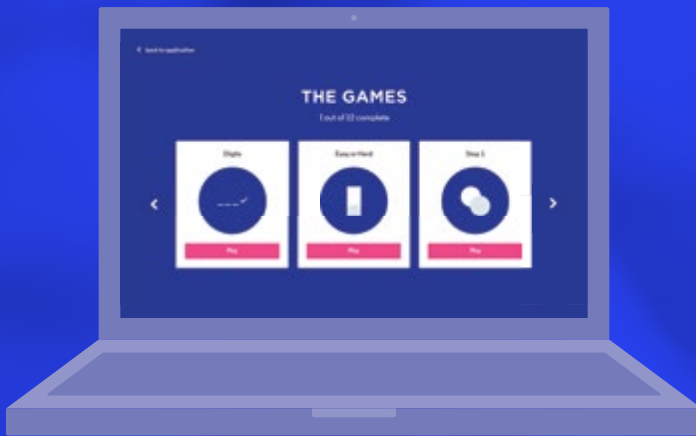 back to application
THE GAMES
1 out of 12 complete
Digits
Easy or Hard
Stop 1
Play
Play
Play